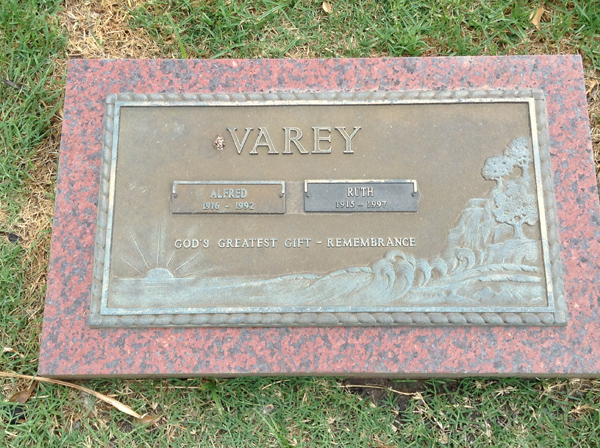 VAREY
ALFRED
1916 - 1992
RUTH
1915 - 1997
GOD'S GREATEST GIFT - REMEMBRANCE